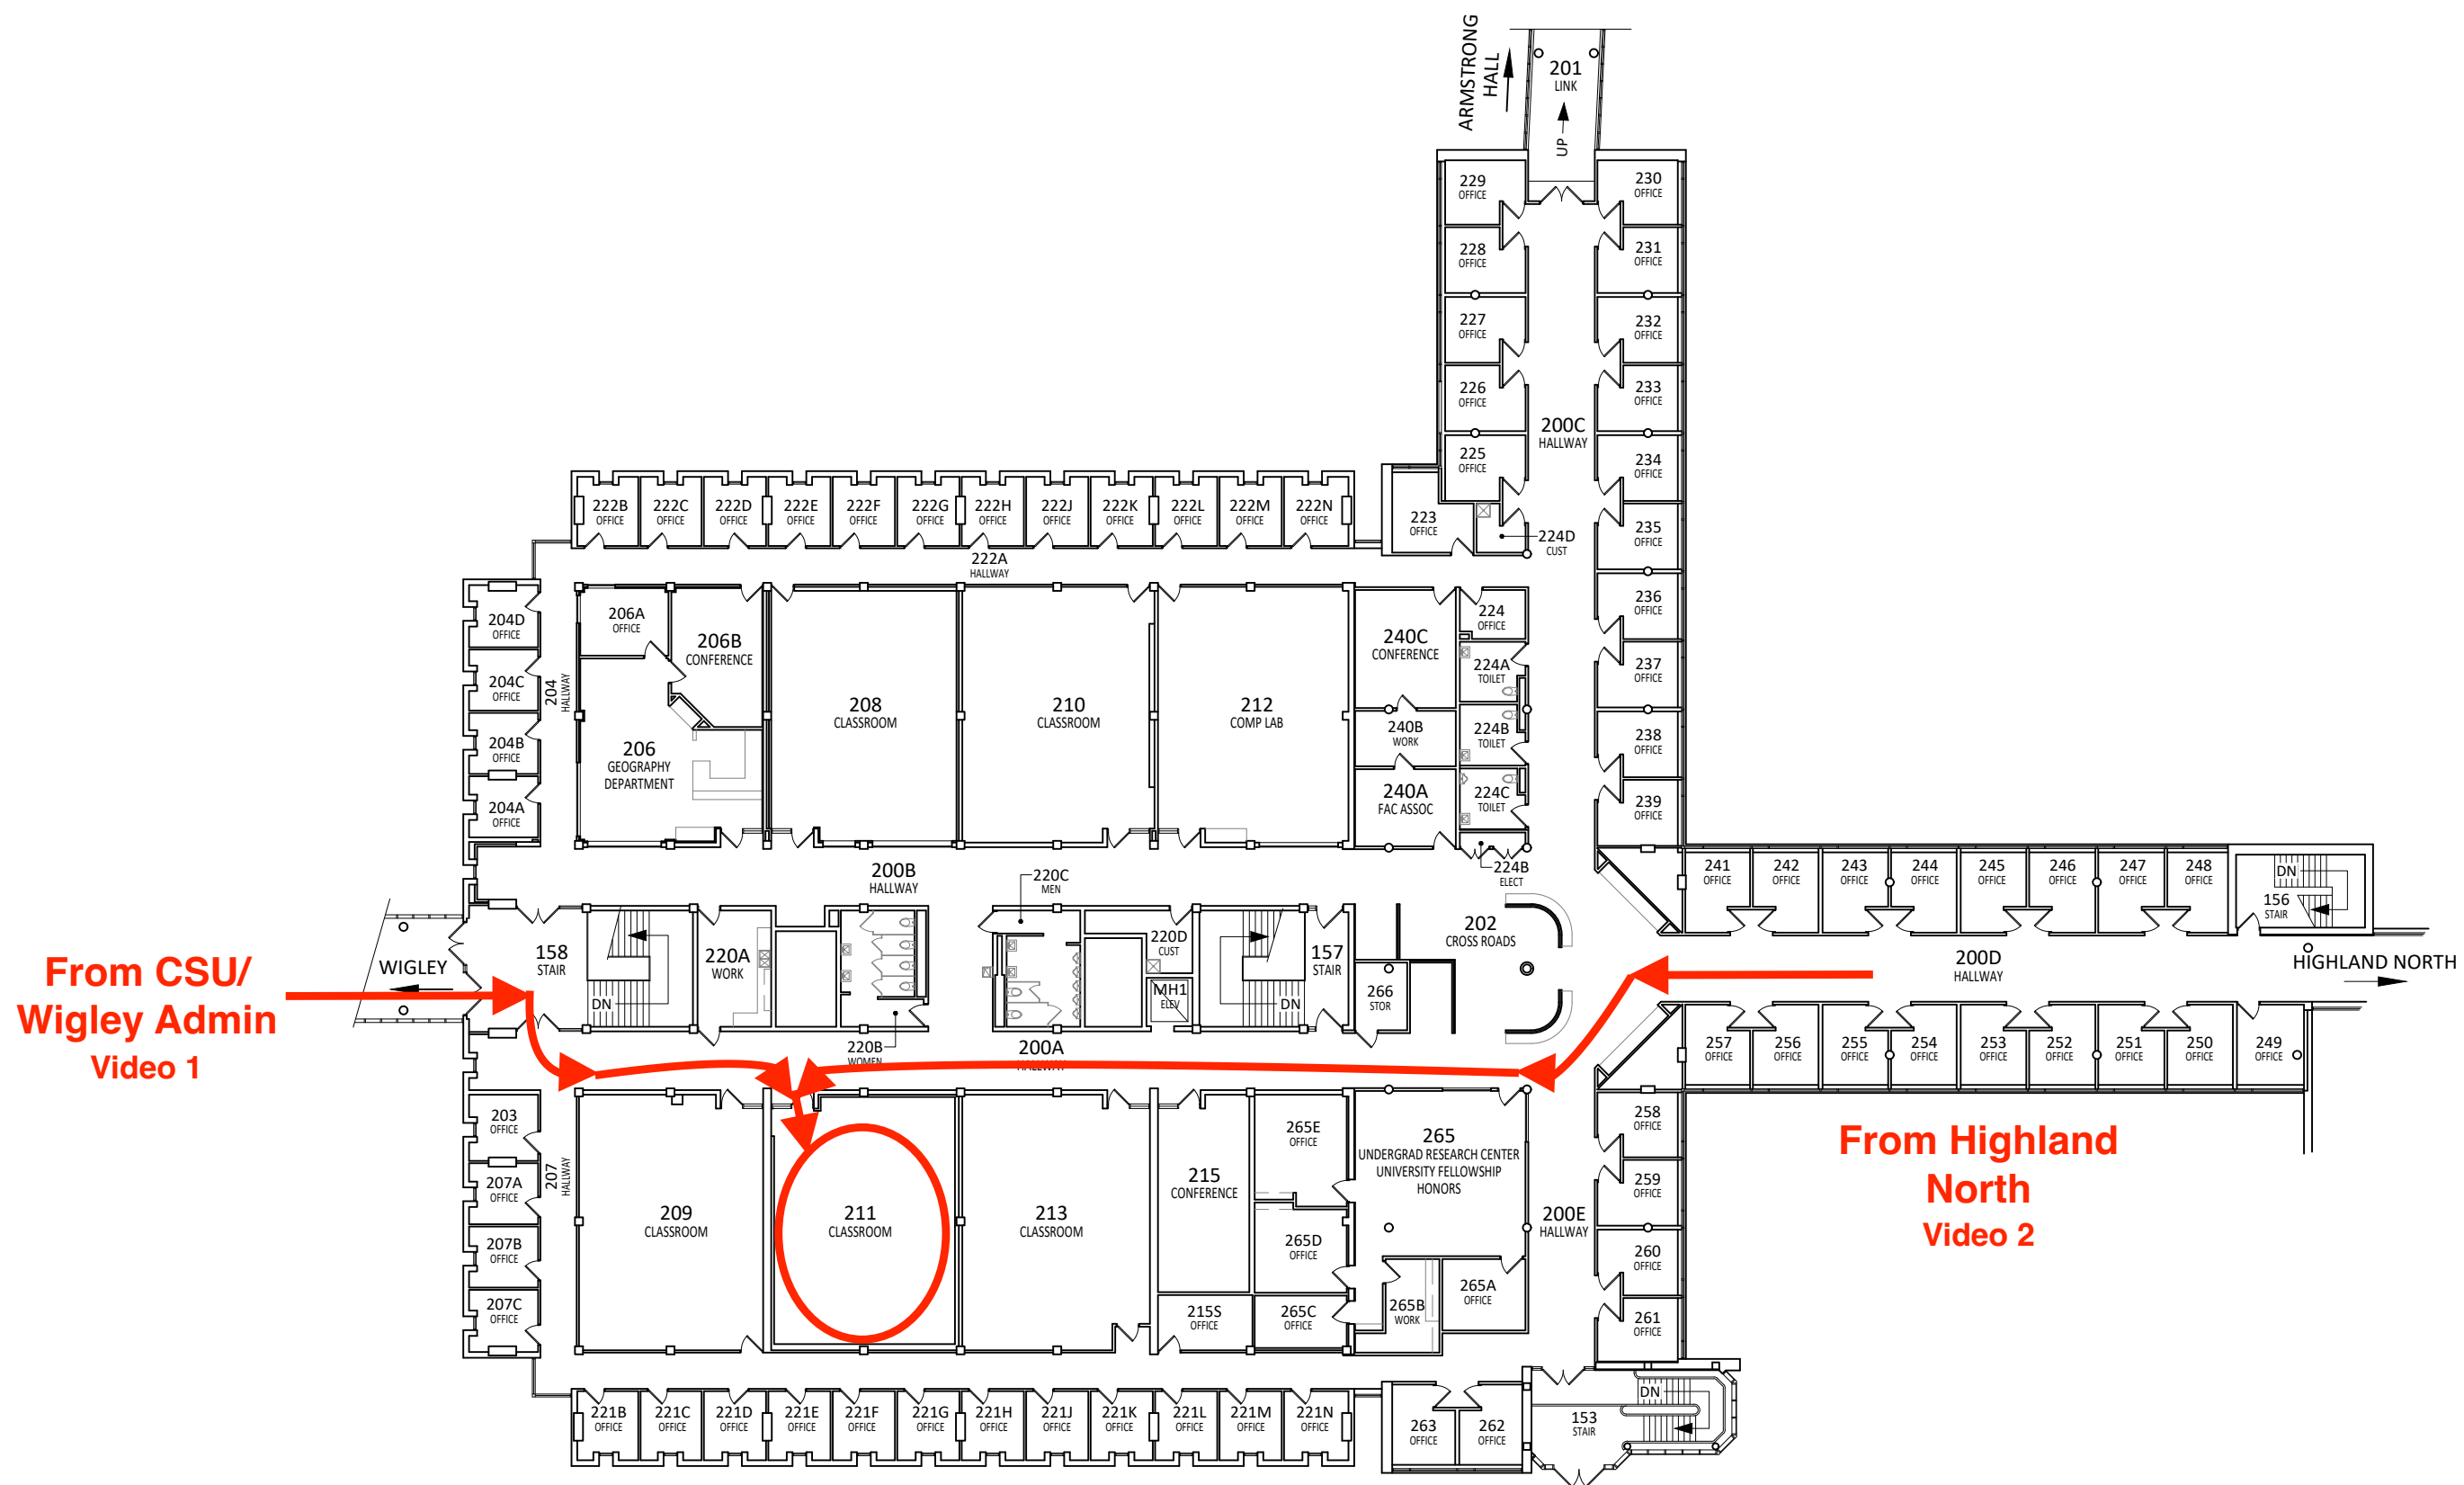 ARMSTRONG
HALL
201
LINK
UP
229
OFFICE
230
OFFICE
228
OFFICE
231
OFFICE
227
OFFICE
232
OFFICE
226
OFFICE
233
OFFICE
200C
HALLWAY
225
OFFICE
234
OFFICE
222B
OFFICE
222C
OFFICE
222D
OFFICE
222E
OFFICE
222F
OFFICE
222G
OFFICE
222H
OFFICE
222J
OFFICE
222K
OFFICE
222L
OFFICE
222M
OFFICE
222N
OFFICE
223
OFFICE
224D
CUST
235
OFFICE
222A
HALLWAY
204D
OFFICE
206A
OFFICE
206B
CONFERENCE
240C
CONFERENCE
224
OFFICE
236
OFFICE
204C
OFFICE
204
HALLWAY
224A
TOILET
237
OFFICE
208
CLASSROOM
210
CLASSROOM
212
COMP LAB
204B
OFFICE
206
GEOGRAPHY
DEPARTMENT
240B
WORK
224B
TOILET
238
OFFICE
204A
OFFICE
240A
FAC ASSOC
224C
TOILET
239
OFFICE
200B
HALLWAY
220C
MEN
224B
ELECT
241
OFFICE
242
OFFICE
243
OFFICE
244
OFFICE
245
OFFICE
246
OFFICE
247
OFFICE
248
OFFICE
DN
156
STAIR
202
CROSS ROADS
158
STAIR
220A
WORK
220D
CUST
157
STAIR
From CSU/
Wigley Admin
Video 1
WIGLEY
DN
MH1
ELEV
DN
266
STOR
200D
HALLWAY
HIGHLAND NORTH
220B
WOMEN
200A
HALLWAY
257
OFFICE
256
OFFICE
255
OFFICE
254
OFFICE
253
OFFICE
252
OFFICE
251
OFFICE
250
OFFICE
249
OFFICE
203
OFFICE
265E
OFFICE
265
UNDERGRAD RESEARCH CENTER
UNIVERSITY FELLOWSHIP
HONORS
258
OFFICE
From Highland
North
Video 2
207A
OFFICE
207
HALLWAY
215
CONFERENCE
259
OFFICE
209
CLASSROOM
211
CLASSROOM
213
CLASSROOM
200E
HALLWAY
207B
OFFICE
265D
OFFICE
260
OFFICE
207C
OFFICE
215S
OFFICE
265C
OFFICE
265B
WORK
265A
OFFICE
261
OFFICE
221B
OFFICE
221C
OFFICE
221D
OFFICE
221E
OFFICE
221F
OFFICE
221G
OFFICE
221H
OFFICE
221J
OFFICE
221K
OFFICE
221L
OFFICE
221M
OFFICE
221N
OFFICE
263
OFFICE
262
OFFICE
153
STAIR
DN